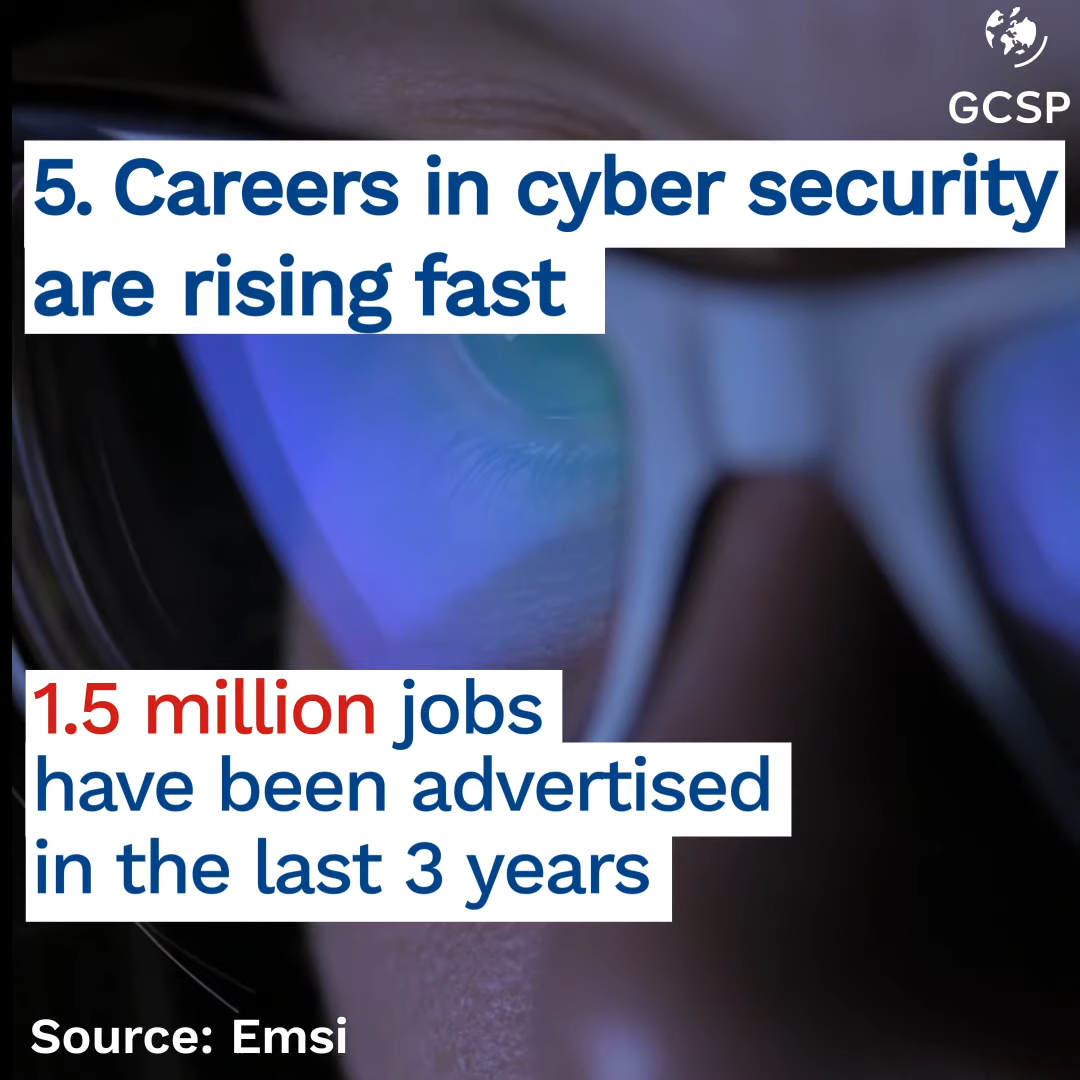 GCSP
5. Careers in cyber security
are rising fast
1.5 million jobs
have been advertised
in the last 3 years
Source: Emsi